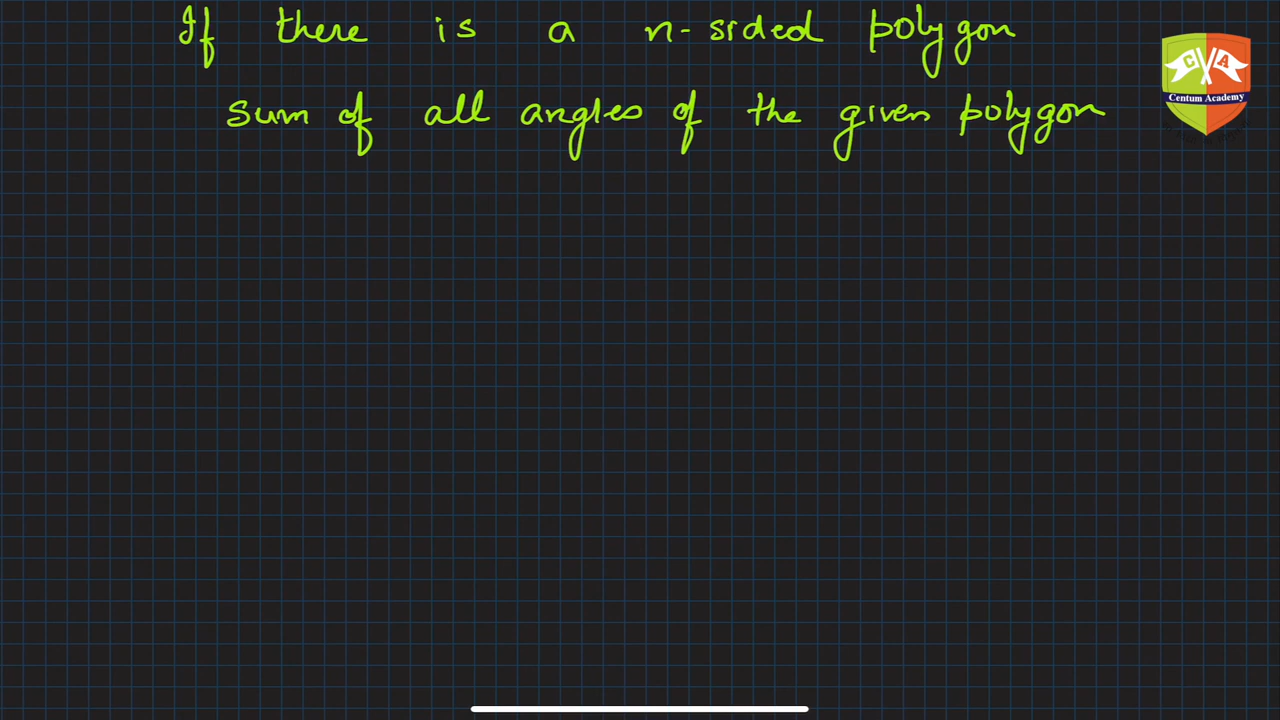 If there is a n-sided polygon
sum of all angles of the given polygon
C A
Centum Academy